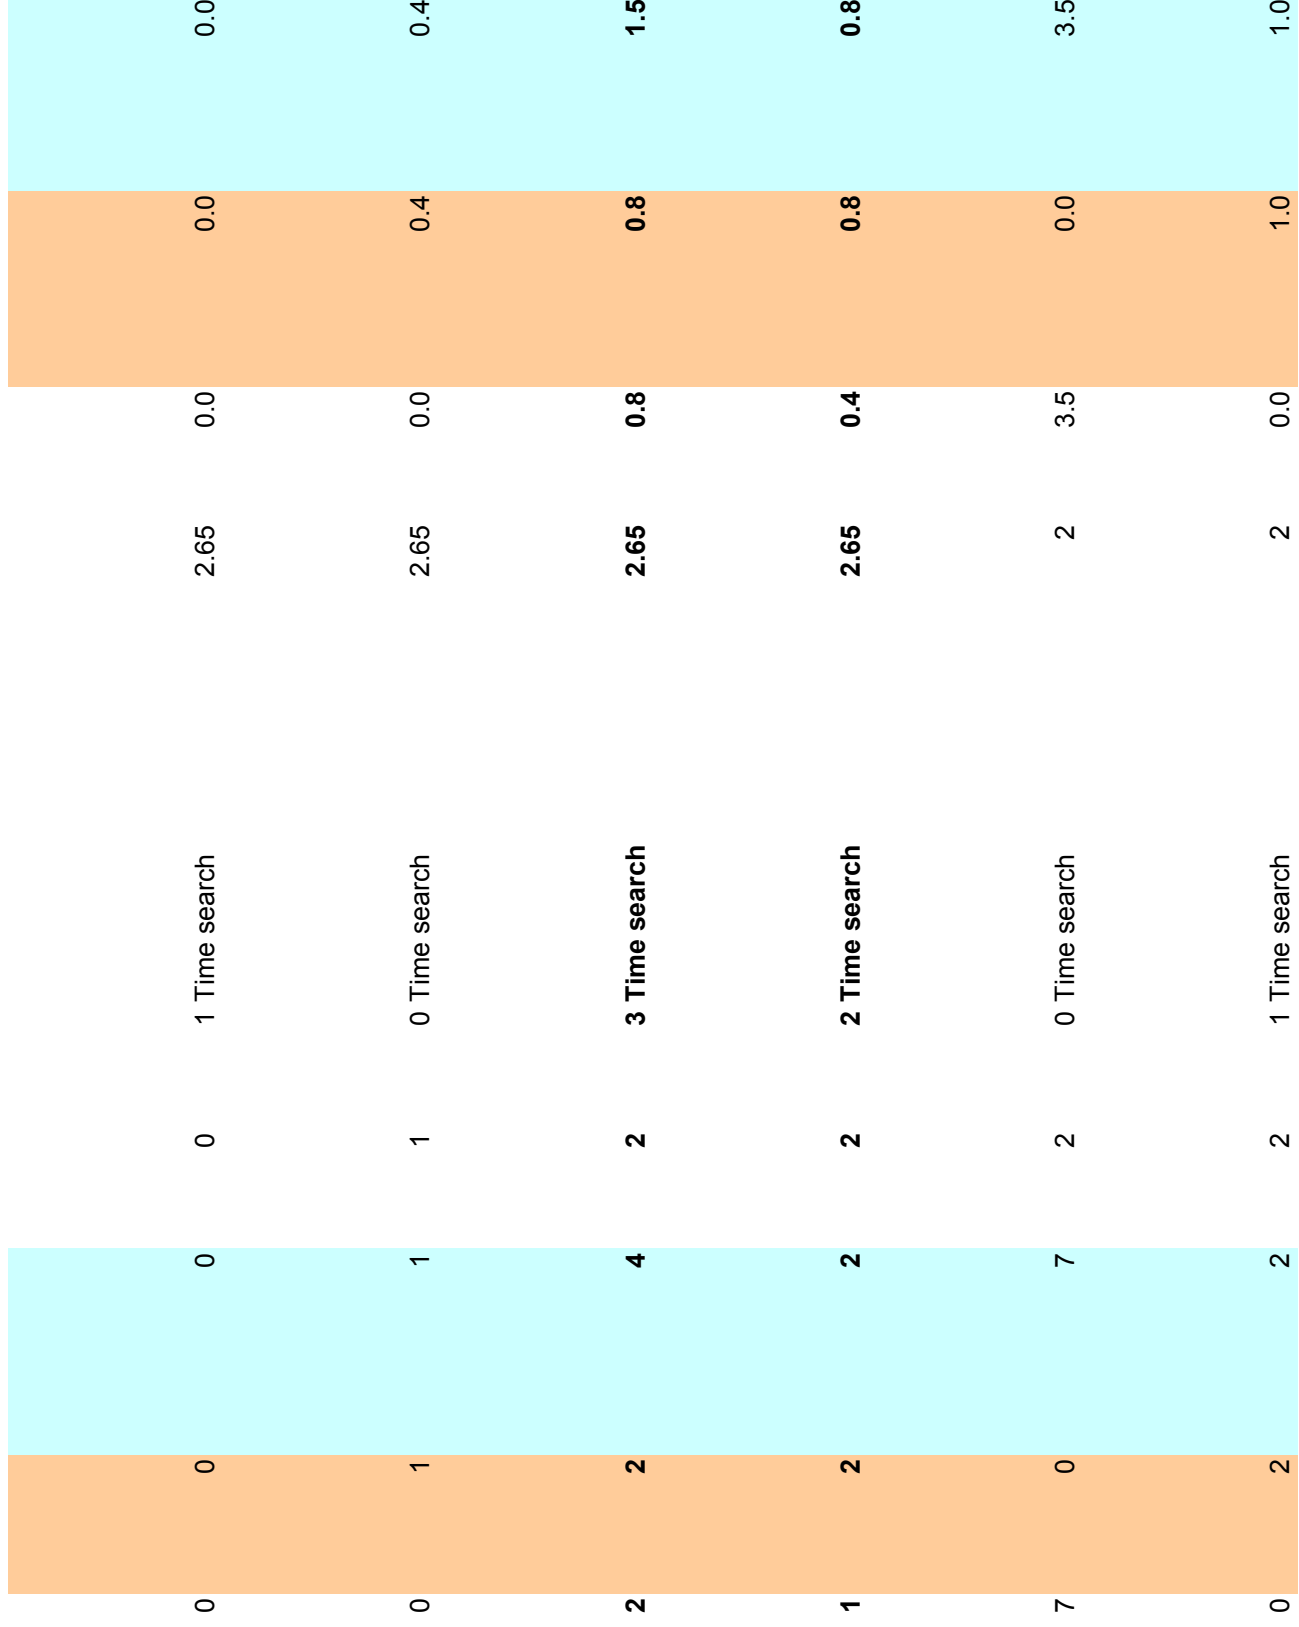 0 0 0 0 1 Time search 2.65 0.0 0.0 0.0
0 1 1 1 0 Time search 2.65 0.0 0.4 0.4
2 2 4 2 3 Time search 2.65 0.8 0.8 1.5
1 2 2 2 2 Time search 2.65 0.4 0.8 0.8
7 0 7 2 0 Time search 2 3.5 0.0 3.5
0 2 2 2 1 Time search 2 0.0 1.0 1.0